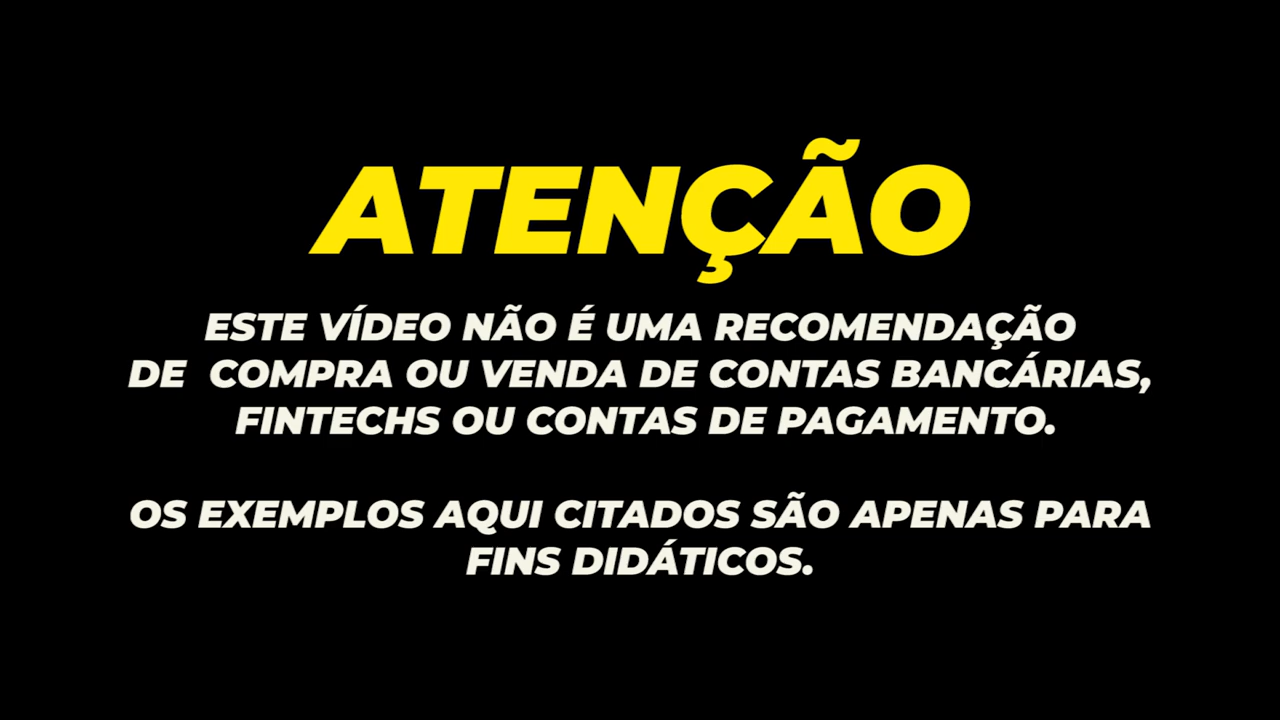 ATENÇÃO
ESTE VÍDEO NÃO É UMA RECOMENDAÇÃO
DE  COMPRA OU VENDA DE CONTAS BANCÁRIAS,
FINTECHS OU CONTAS DE PAGAMENTO.
OS EXEMPLOS AQUI CITADOS SÃO APENAS PARA
FINS DIDÁTICOS.